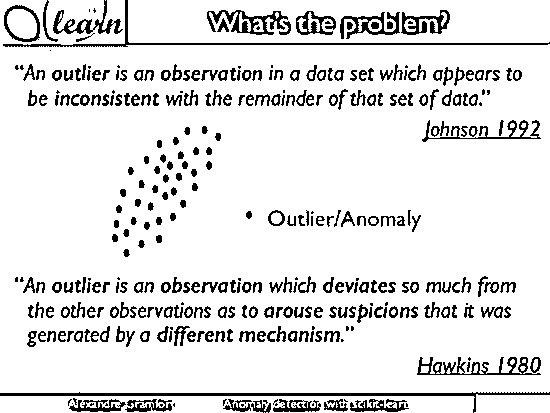 learn What's the problem?
“An outlier is an observation in a data set which appears to
be inconsistent with the remainder of that set of data.”
Johnson 1992
Outlier/Anomaly
“An outlier is an observation which deviates so much from
the other observations as to arouse suspicions that it was
generated by a different mechanism.”
Hawkins 1980
Alexandre Gramfort Anomaly detection with scikit-learn